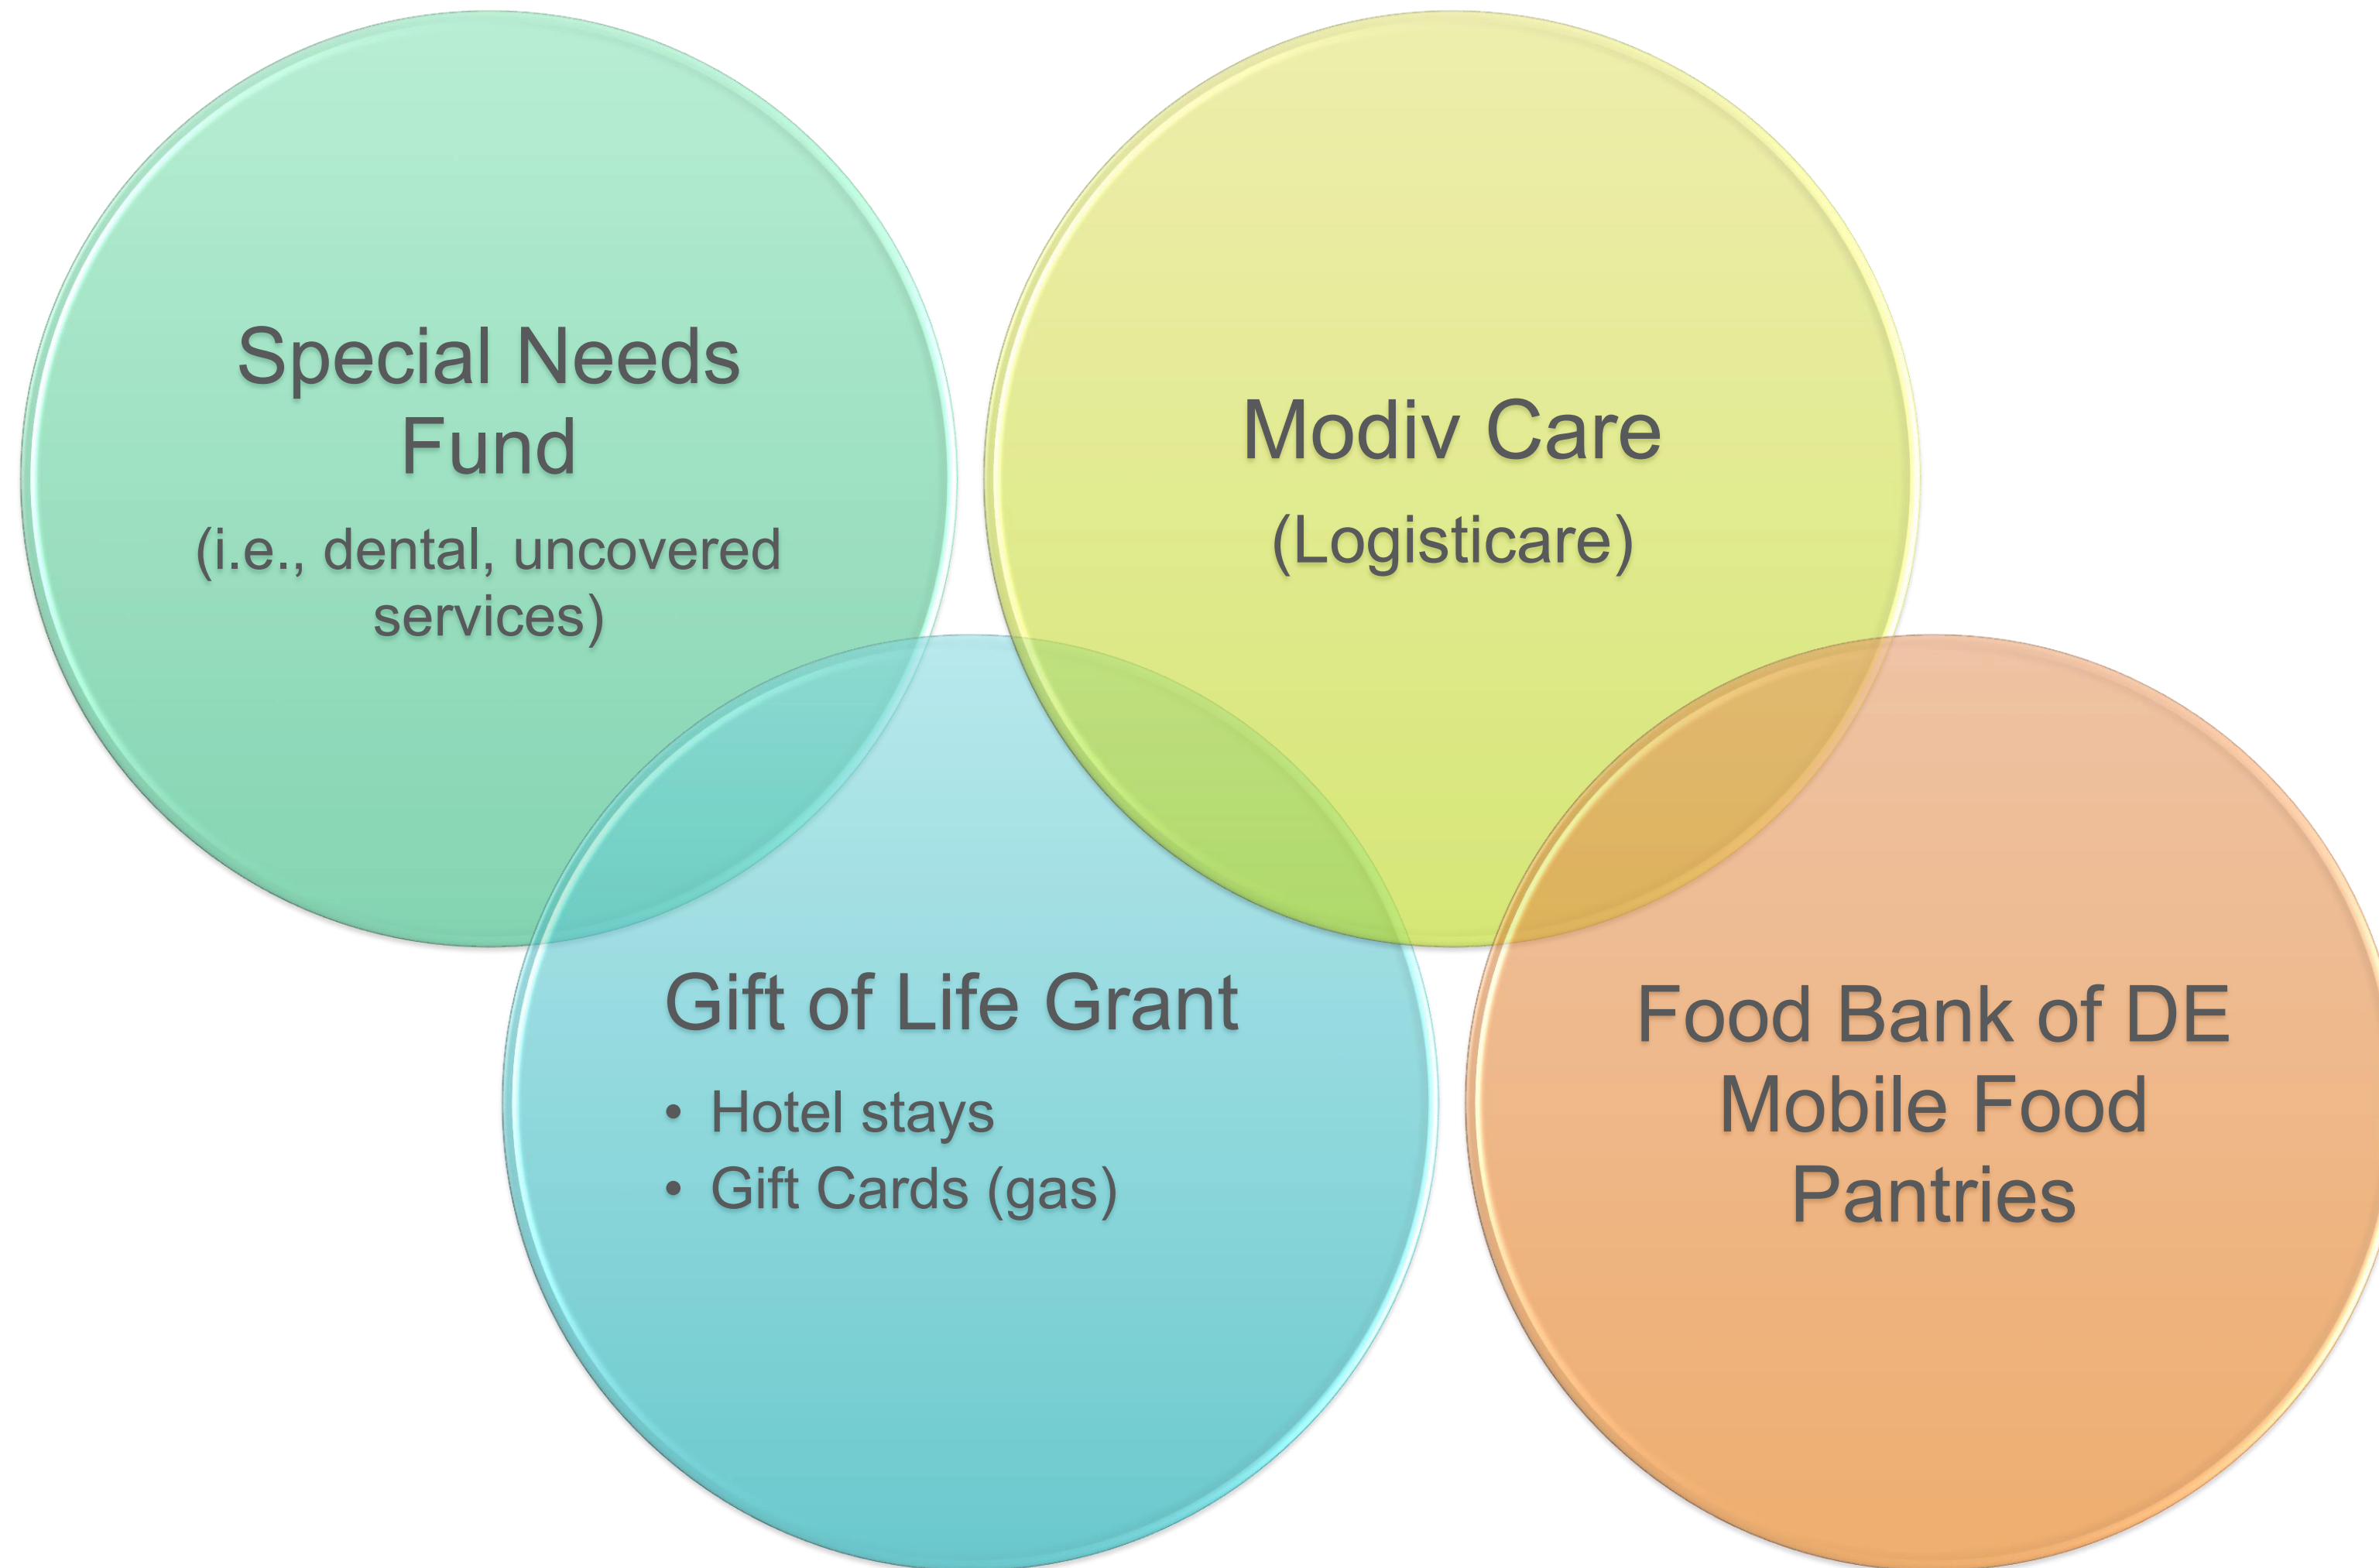 Special Needs
Fund
(i.e., dental, uncovered
services)
Modiv Care
(Logisticare)
Gift of Life Grant
• Hotel stays
• Gift Cards (gas)
Food Bank of DE
Mobile Food
Pantries